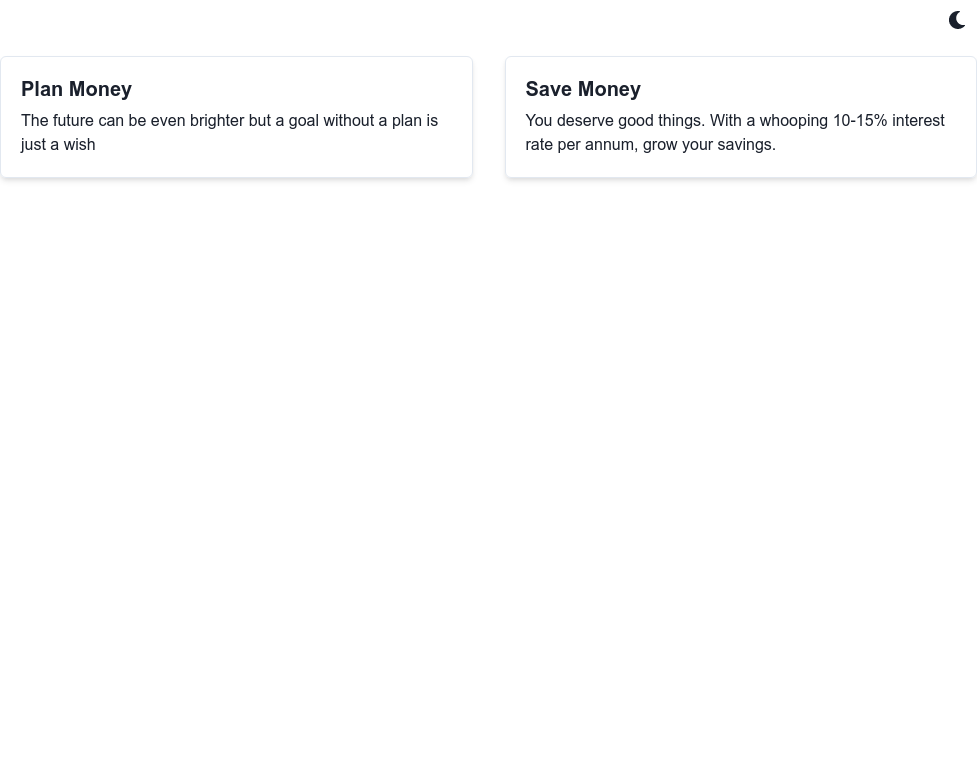 Plan Money
The future can be even brighter but a goal without a plan is
just a wish
Save Money
You deserve good things. With a whooping 10-15% interest
rate per annum, grow your savings.